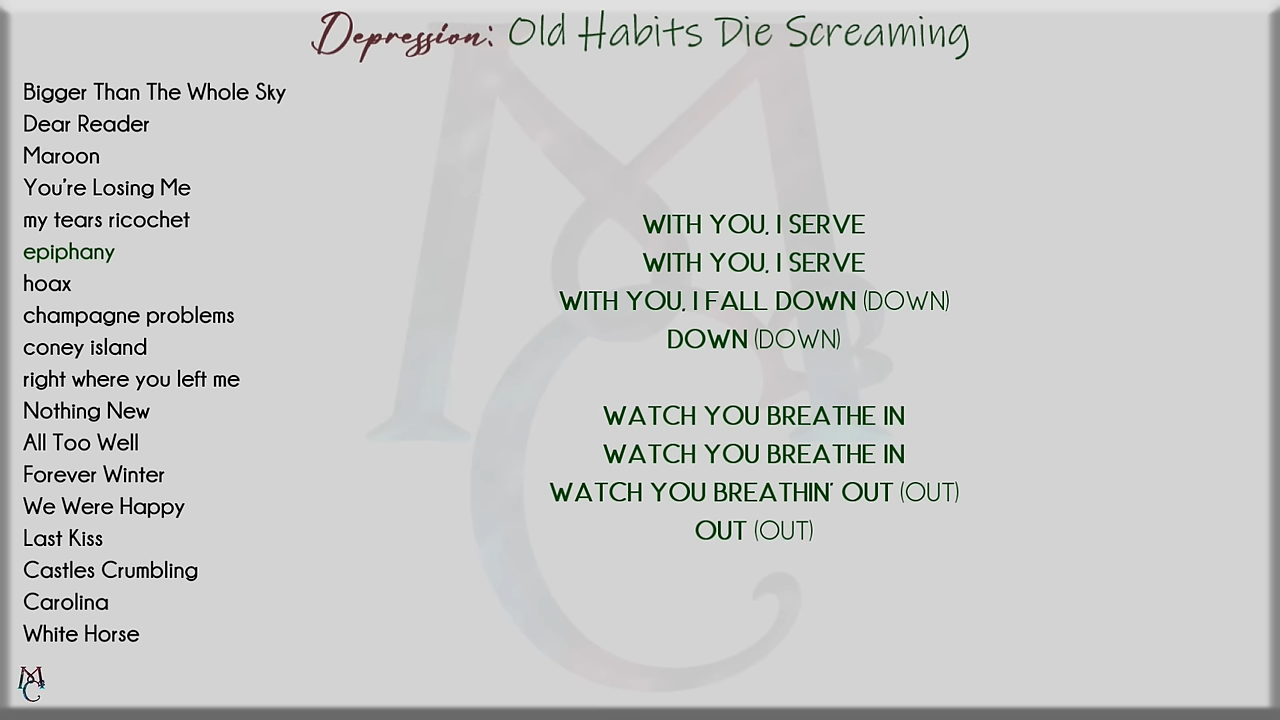 Depression: Old Habits Die Screaming
Bigger Than The Whole Sky
Dear Reader
Maroon
You're Losing Me
my tears ricochet
epiphany
hoax
champagne problems
coney island
right where you left me
Nothing New
All Too Well
Forever Winter
We Were Happy
Last Kiss
Castles Crumbling
Carolina
White Horse
WITH YOU, I SERVE
WITH YOU, I SERVE
WITH YOU, I FALL DOWN (DOWN)
DOWN (DOWN)
WATCH YOU BREATHE IN
WATCH YOU BREATHE IN
WATCH YOU BREATHIN' OUT (OUT)
OUT (OUT)
MC